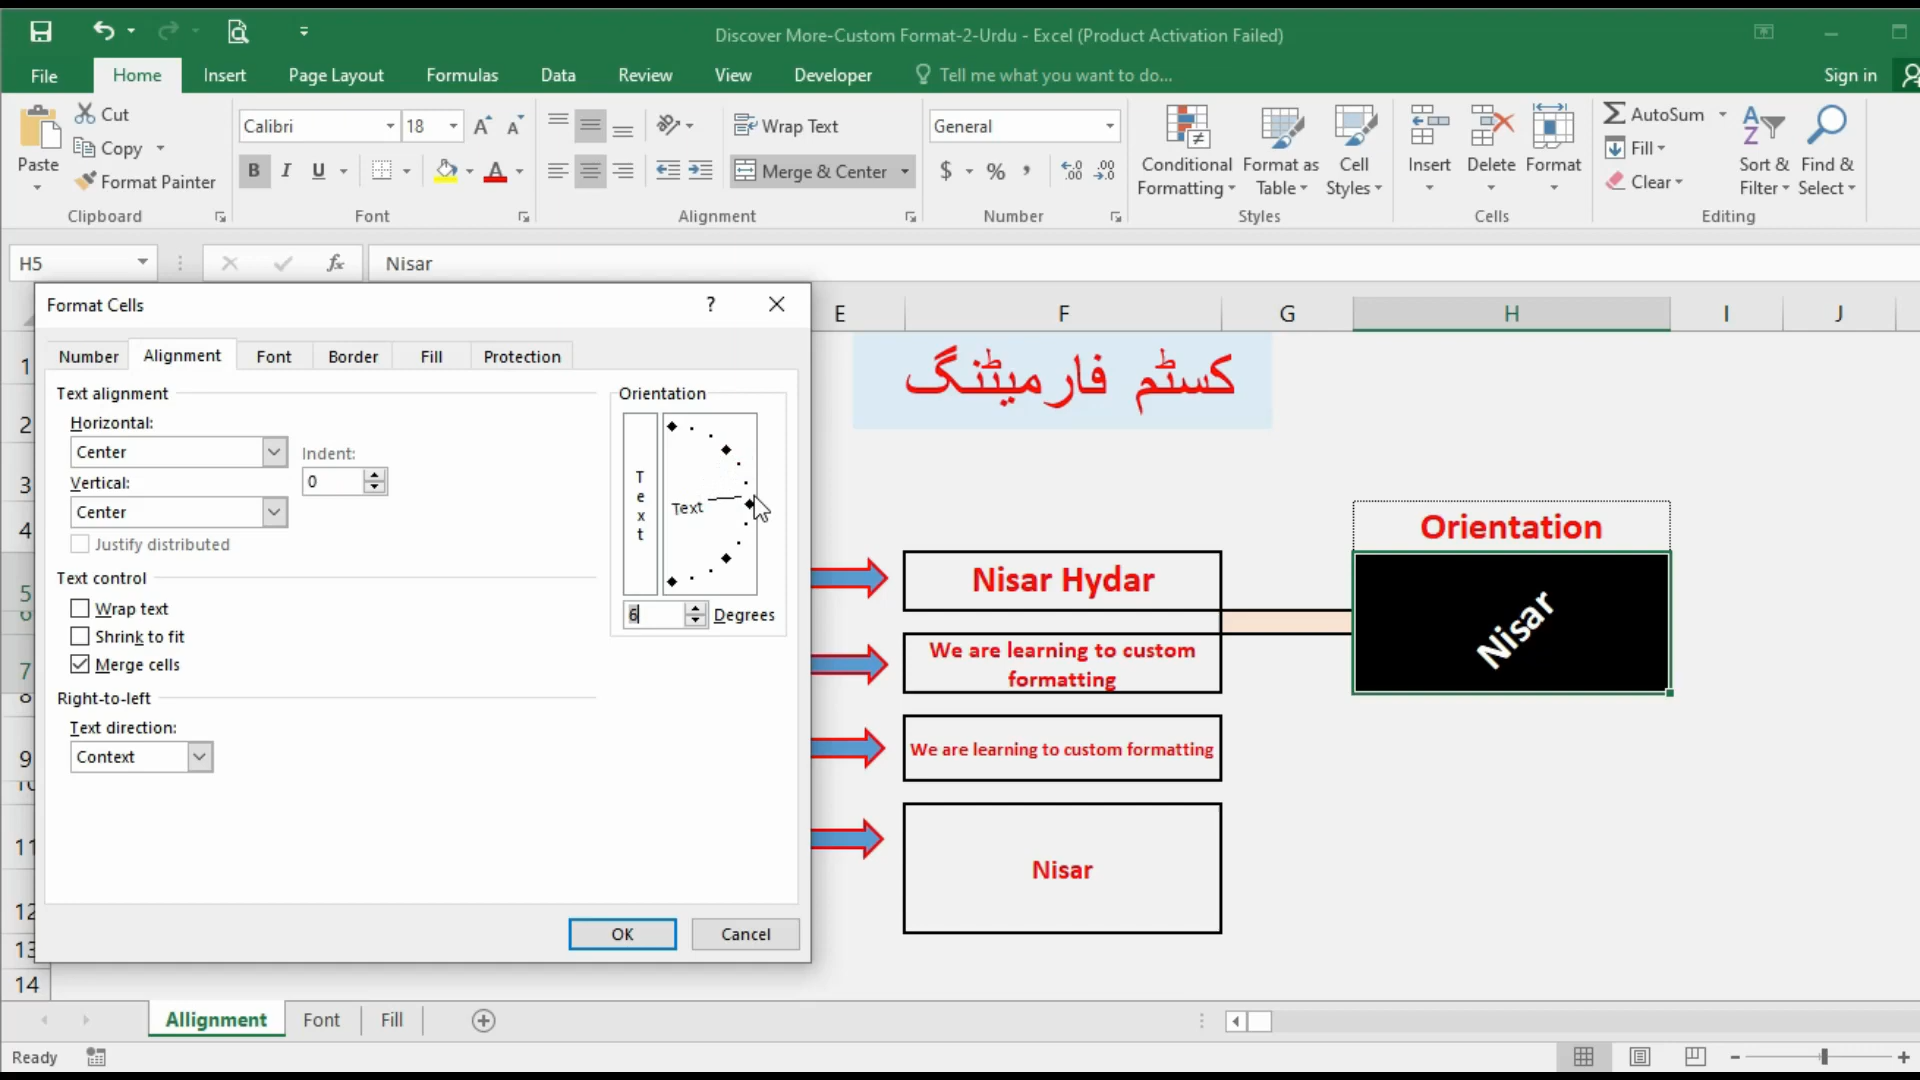 Discover More-Custom Format-2-Urdu - Excel (Product Activation Failed)
File Home Insert Page Layout Formulas Data Review View Developer Tell me what you want to do... Sign in
Paste
Cut
Copy
Format Painter
Clipboard
Calibri 18
B I U A
Font
Wrap Text
Merge & Center
Alignment
General
$ % ,
Number
Conditional Formatting
Format as Table
Cell Styles
Styles
Insert Delete Format
Cells
AutoSum
Fill
Clear
Sort & Filter
Find & Select
Editing
H5 fx Nisar
Format Cells ?
Number Alignment Font Border Fill Protection
Text alignment
Horizontal:
Center
Indent:
0
Vertical:
Center
Justify distributed
Text control
Wrap text
Shrink to fit
Merge cells
Right-to-left
Text direction:
Context
Orientation
Text
Text
6 Degrees
OK Cancel
E F G H I J
1
2
3
4
5
6
7
8
9
10
11
12
13
14
کسٹم فارمیٹنگ
Orientation
Nisar Hydar
Nisar
We are learning to custom
formatting
We are learning to custom formatting
Nisar
Allignment Font Fill
Ready